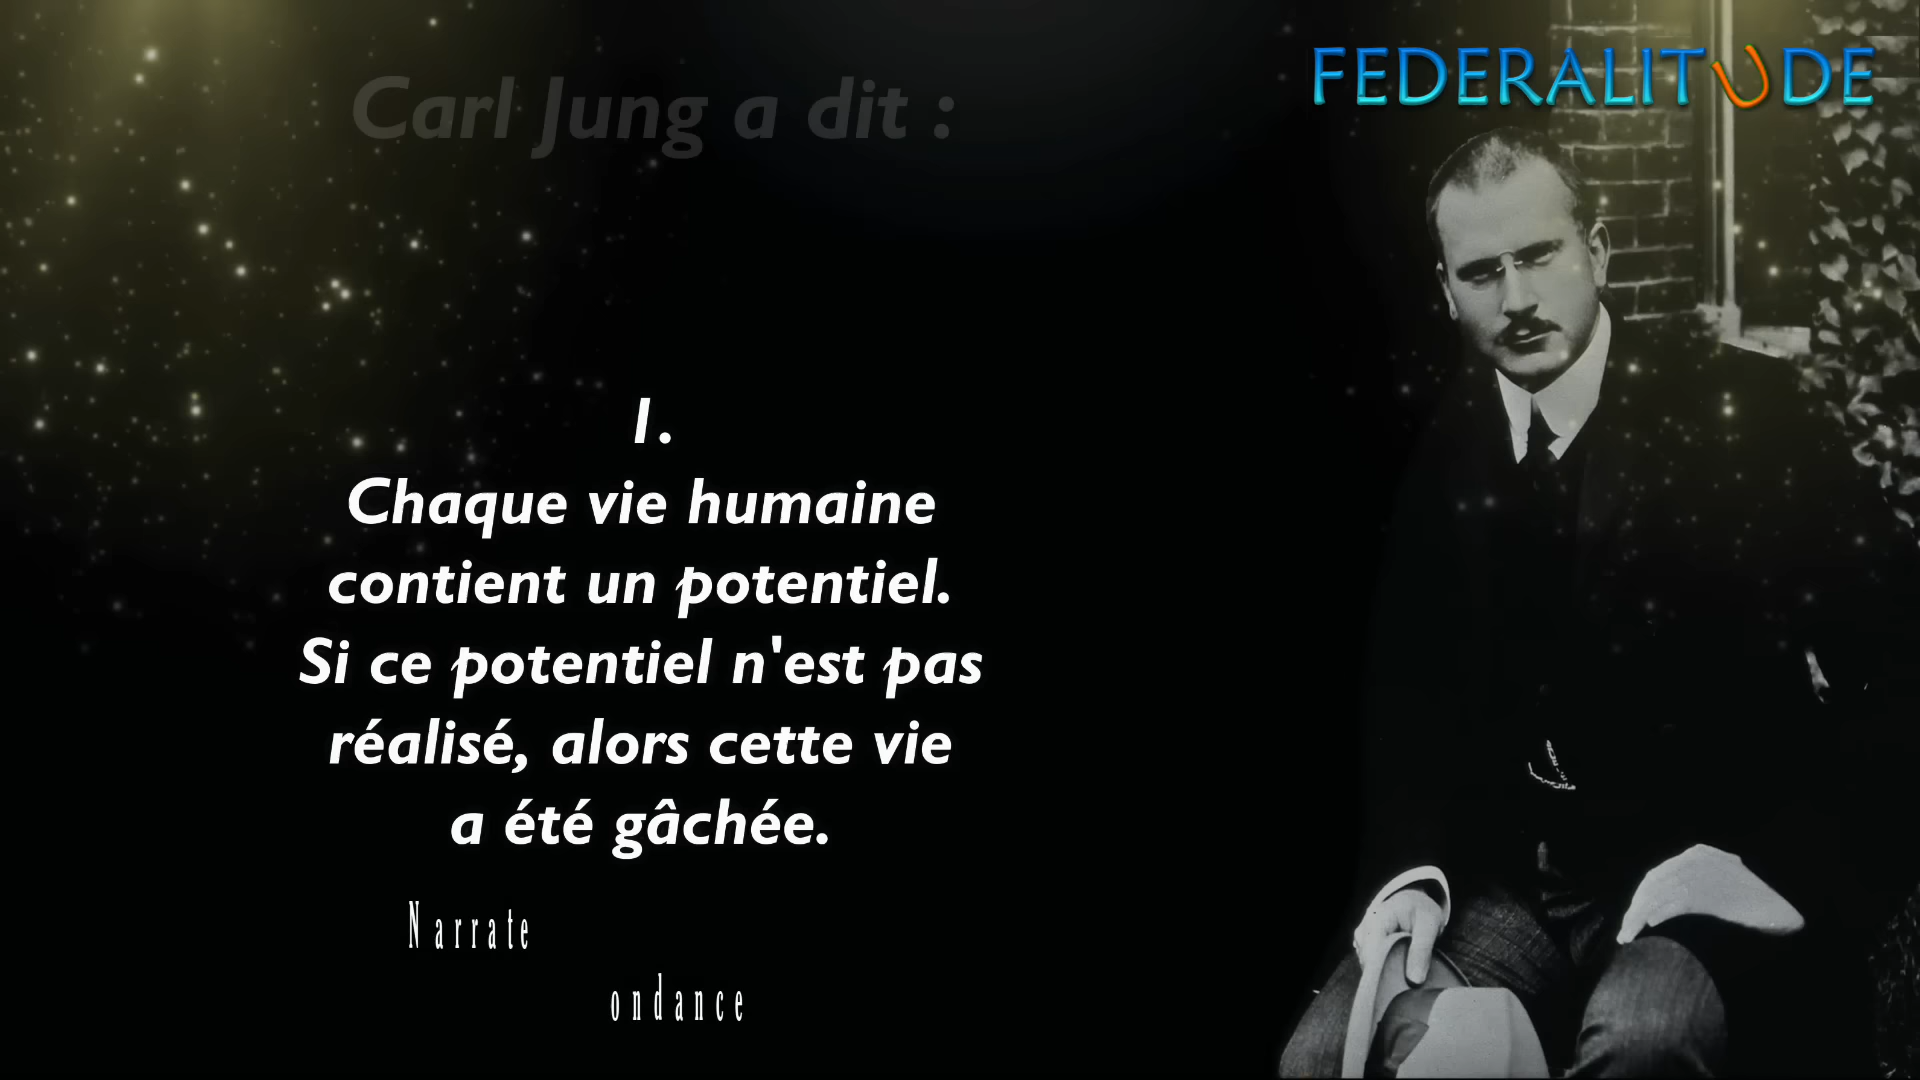 FEDERALITUDE
Carl Jung a dit :
1.
Chaque vie humaine
contient un potentiel.
Si ce potentiel n'est pas
réalisé, alors cette vie
a été gâchée.
Narrate
ondance